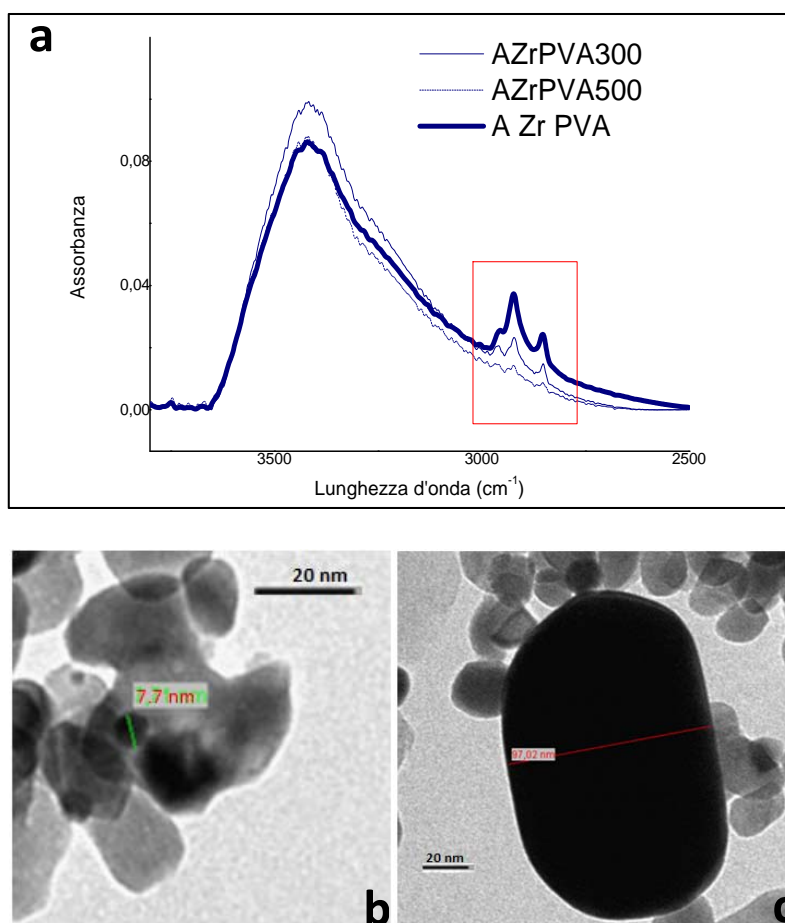 a
AZrPVA300
AZrPVA500
A Zr PVA
0,08
0,04
0,00
Assorbanza
3500
3000
2500
Lunghezza d'onda (cm-1)
20 nm
7.7 nm
b
97,02 nm
20 nm
c